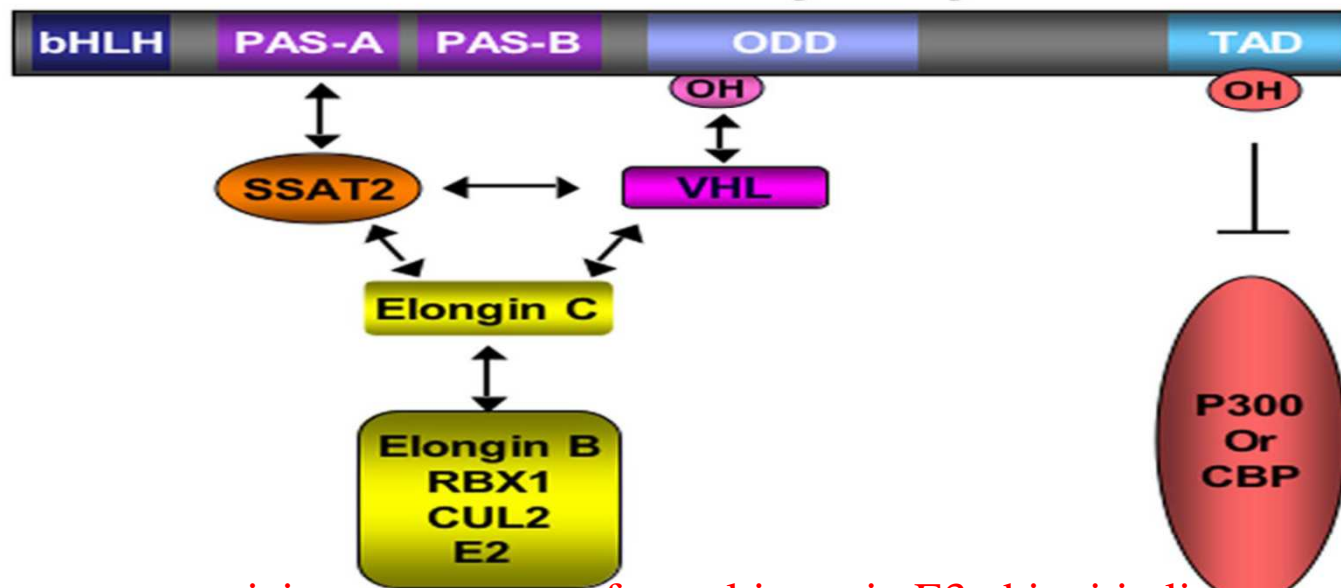 bHLH PAS-A PAS-B ODD TAD
OH OH
SSAT2 VHL
Elongin C
P300
Or
CBP
Elongin B
RBX1
CUL2
E2